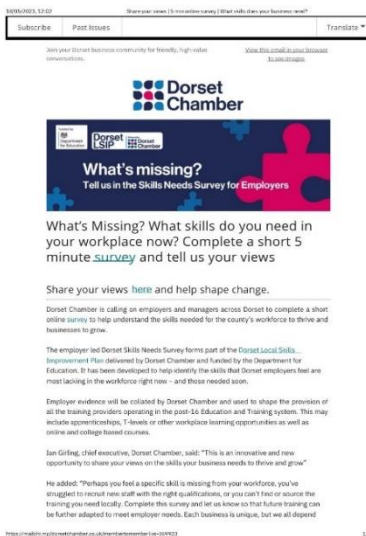 10/05/2023, 12:02 Share your views | 5 min online survey | What skills does your business need?
Subscribe Past Issues Translate
Join your Dorset business community for friendly, high-value conversations.
View this email in your browser to see images
Dorset
Chamber
Department for Education
Dorset LSIP
Dorset Chamber
What's missing?
Tell us in the Skills Needs Survey for Employers
What's Missing? What skills do you need in
your workplace now? Complete a short 5
minute survey and tell us your views
Share your views here and help shape change.
Dorset Chamber is calling on employers and managers across Dorset to complete a short
online survey to help understand the skills needed for the county's workforce to thrive and
businesses to grow.
The employer led Dorset Skills Needs Survey forms part of the Dorset Local Skills
Improvement Plan delivered by Dorset Chamber and funded by the Department for
Education. It has been developed to help identify the skills that Dorset employers feel are
most lacking in the workforce right now – and those needed soon.
Employer evidence will be collated by Dorset Chamber and used to shape the provision of
all the training providers operating in the post-16 Education and Training system. This may
include apprenticeships, T-levels or other workplace learning opportunities as well as
online and college based courses.
Ian Girling, chief executive, Dorset Chamber, said: "This is an innovative and new
opportunity to share your views on the skills your business needs to thrive and grow"
He added: "Perhaps you feel a specific skill is missing from your workforce, you've
struggled to recruit new staff with the right qualifications, or you can't find or source the
training you need locally. Complete this survey and let us know so that future training can
be further adapted to meet employer needs. Each business is unique, but we all depend